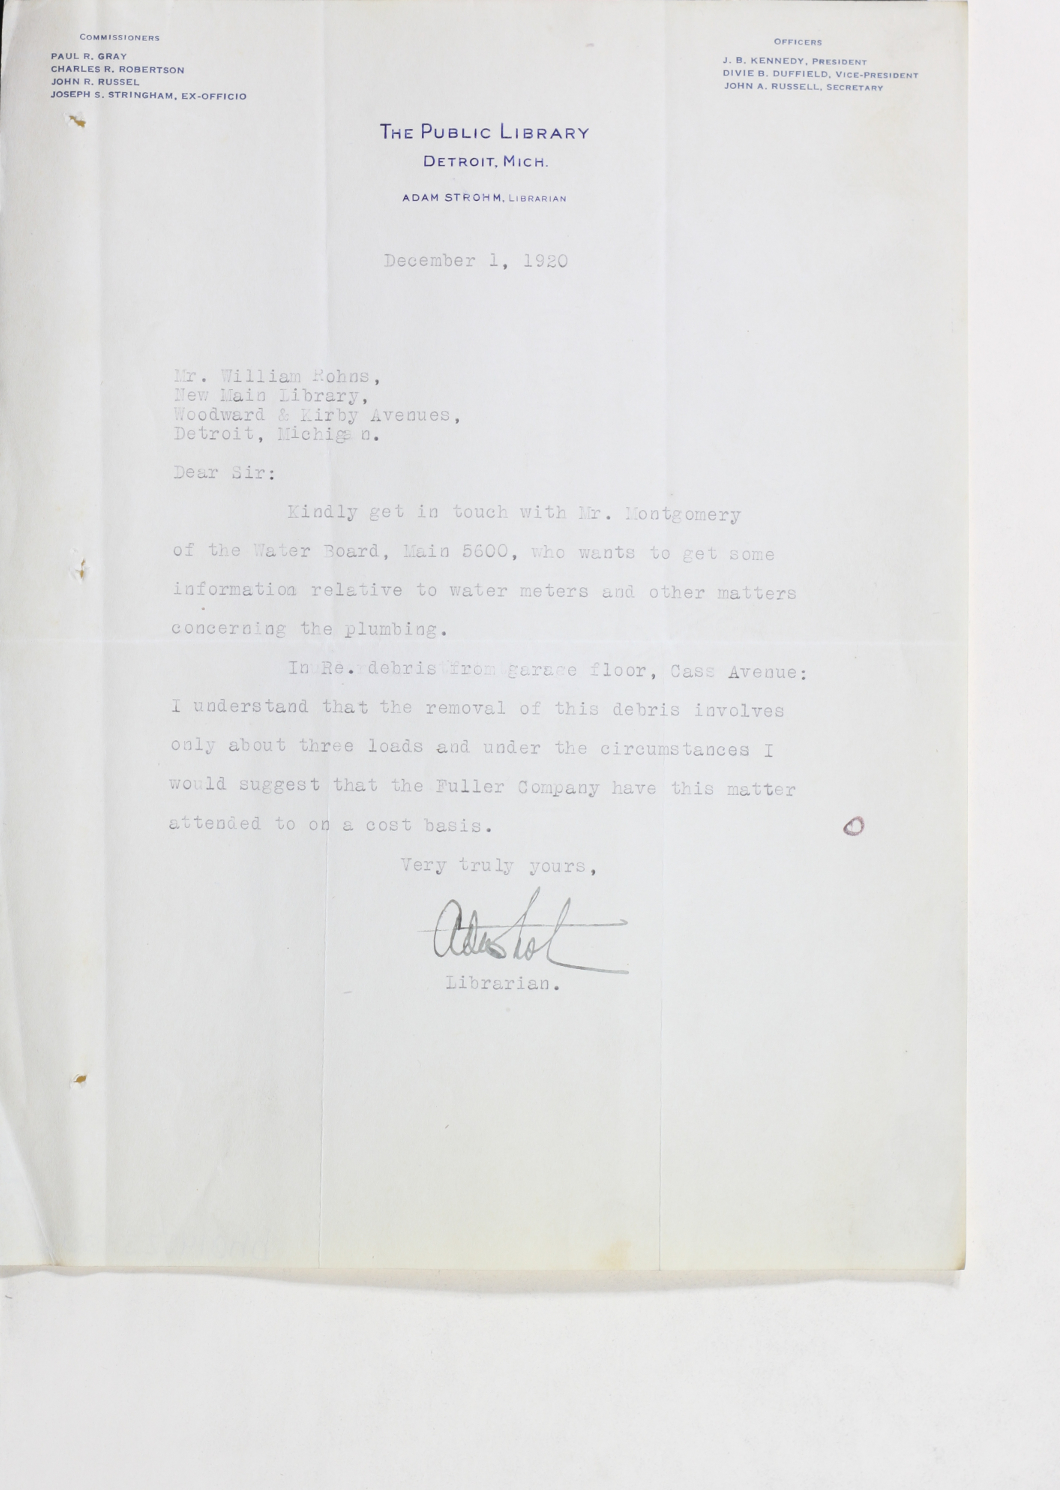 COMMISSIONERS
PAUL R. GRAY
CHARLES R. ROBERTSON
JOHN R. RUSSEL
JOSEPH S. STRINGHAM, EX-OFFICIO
OFFICERS
J. B. KENNEDY, PRESIDENT
DIVIE B. DUFFIELD, VICE-PRESIDENT
JOHN A. RUSSELL, SECRETARY
THE PUBLIC LIBRARY
DETROIT, MICH.
ADAM STROHM, LIBRARIAN
December 1, 1920
Mr. William Rohns,
New Main Library,
Woodward & Kirby Avenues,
Detroit, Michigan.
Dear Sir:
Kindly get in touch with Mr. Montgomery
of the Water Board, Main 5600, who wants to get some
information relative to water meters and other matters
concerning the plumbing.
In Re. debris from garage floor, Cass Avenue:
I understand that the removal of this debris involves
only about three loads and under the circumstances I
would suggest that the Fuller Company have this matter
attended to on a cost basis.
Very truly yours,
Librarian.